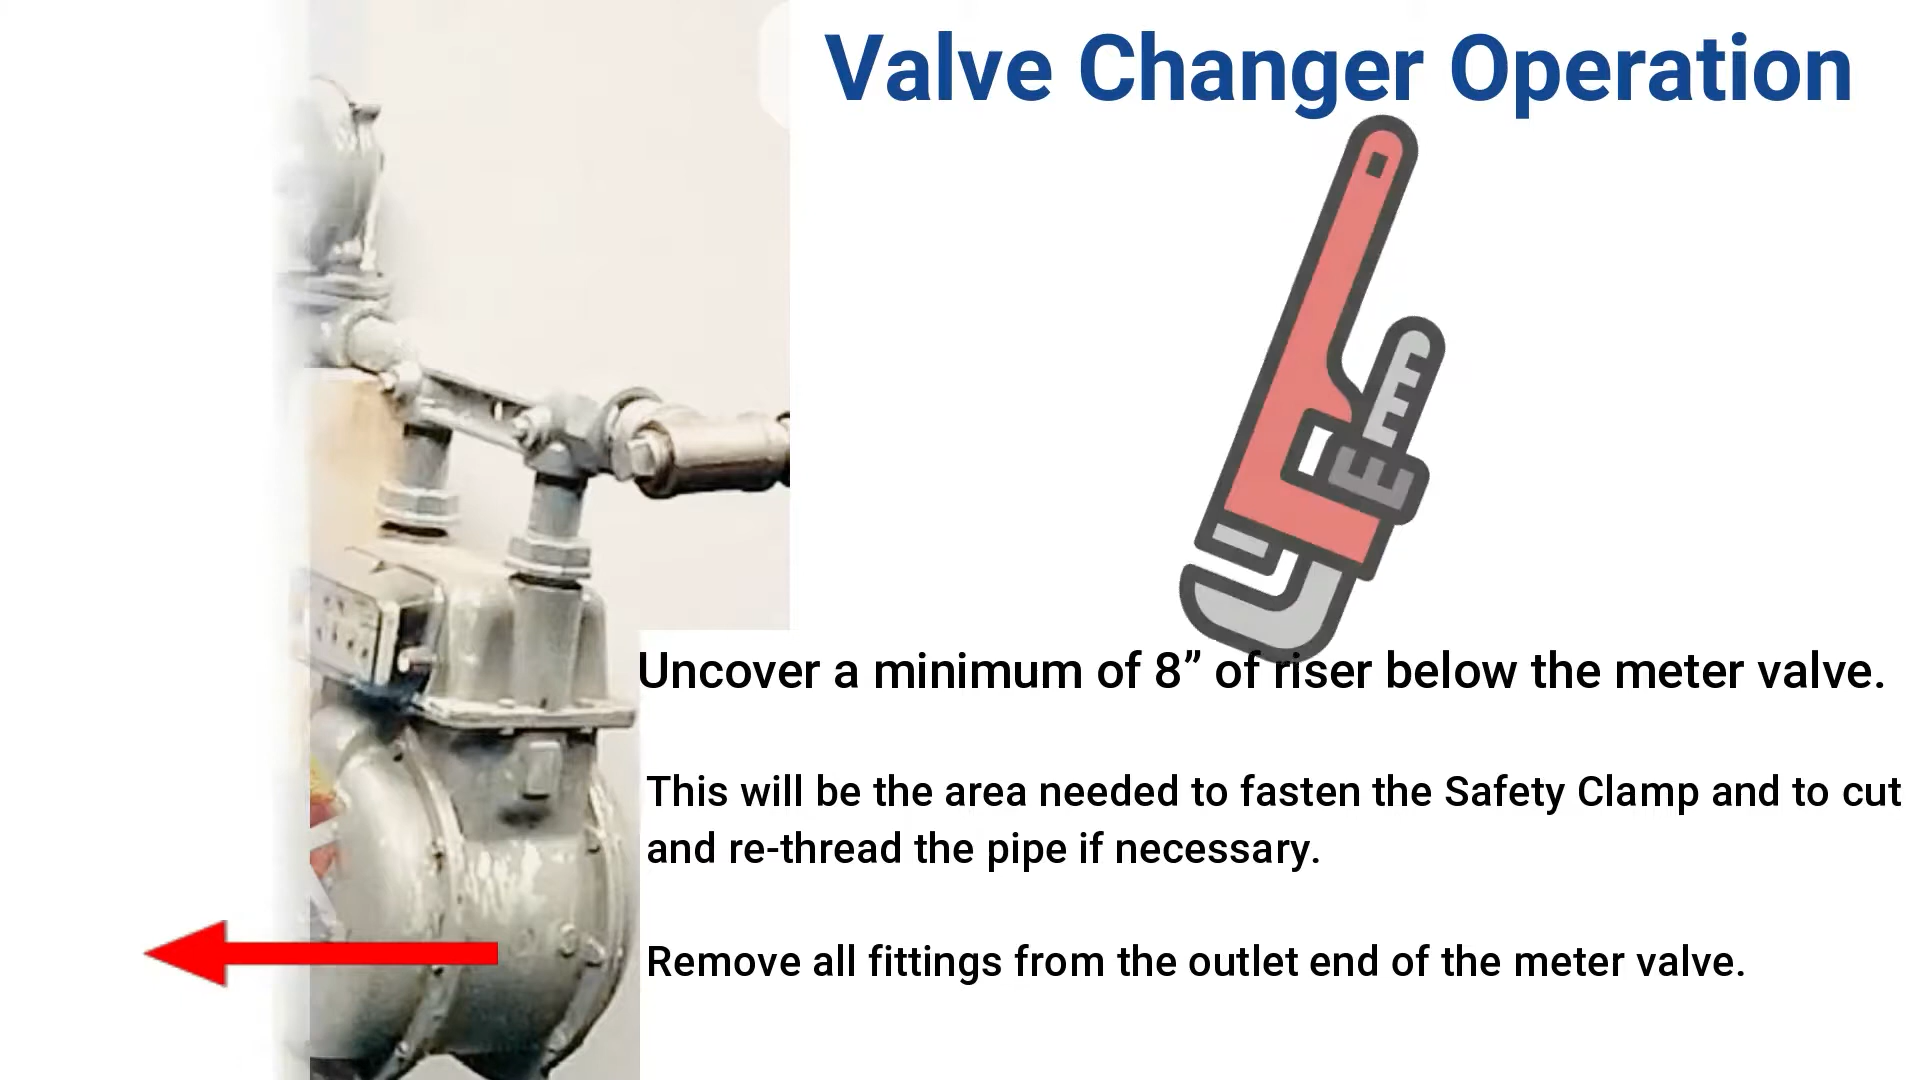 Valve Changer Operation
Uncover a minimum of 8” of riser below the meter valve.
This will be the area needed to fasten the Safety Clamp and to cut
and re-thread the pipe if necessary.
Remove all fittings from the outlet end of the meter valve.